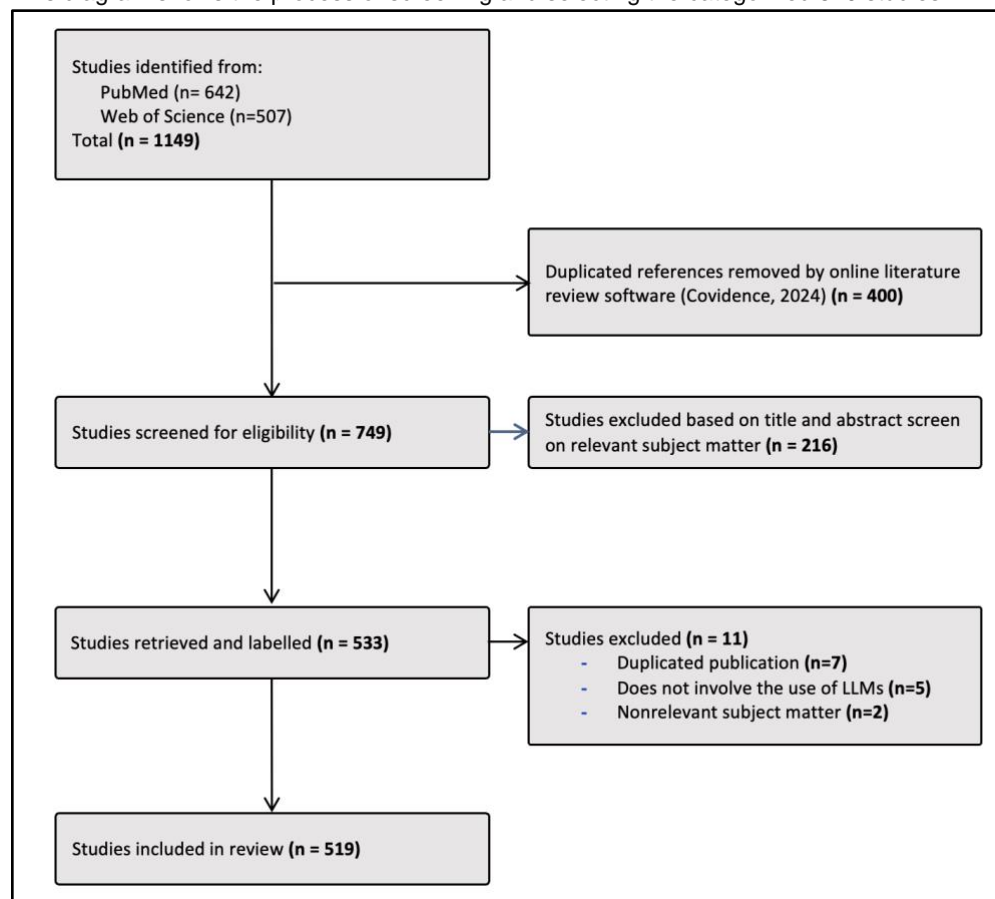 Studies identified from:
PubMed (n= 642)
Web of Science (n=507)
Total (n = 1149)
Duplicated references removed by online literature
review software (Covidence, 2024) (n = 400)
Studies screened for eligibility (n = 749)
Studies excluded based on title and abstract screen
on relevant subject matter (n = 216)
Studies retrieved and labelled (n = 533)
Studies excluded (n = 11)
- Duplicated publication (n=7)
- Does not involve the use of LLMs (n=5)
- Nonrelevant subject matter (n=2)
Studies included in review (n = 519)